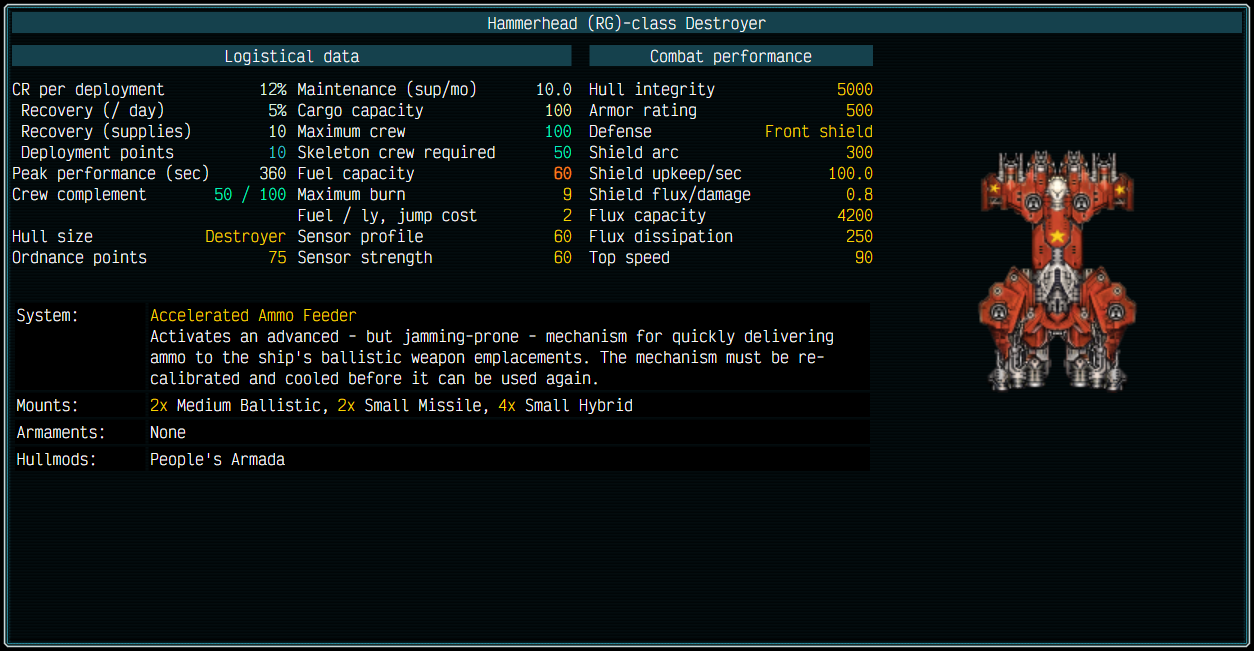 Hammerhead (RG)-class Destroyer
Logistical data
CR per deployment 12% Maintenance (sup/mo) 10.0
Recovery (/ day) 5% Cargo capacity 100
Recovery (supplies) 10 Maximum crew 100
Deployment points 10 Skeleton crew required 50
Peak performance (sec) 360 Fuel capacity 60
Crew complement 50 / 100 Maximum burn 9
Fuel / ly, jump cost 2
Hull size Destroyer Sensor profile 60
Ordnance points 75 Sensor strength 60
Combat performance
Hull integrity 5000
Armor rating 500
Defense Front shield
Shield arc 300
Shield upkeep/sec 100.0
Shield flux/damage 0.8
Flux capacity 4200
Flux dissipation 250
Top speed 90
System: Accelerated Ammo Feeder
Activates an advanced - but jamming-prone - mechanism for quickly delivering
ammo to the ship's ballistic weapon emplacements. The mechanism must be re-
calibrated and cooled before it can be used again.
Mounts: 2x Medium Ballistic, 2x Small Missile, 4x Small Hybrid
Armaments: None
Hullmods: People's Armada